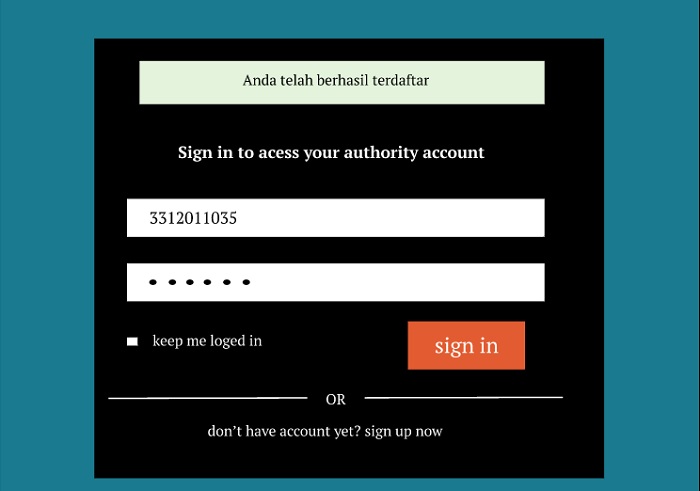 Anda telah berhasil terdaftar
Sign in to acess your authority account
3312011035
keep me loged in
sign in
OR
don't have account yet? sign up now